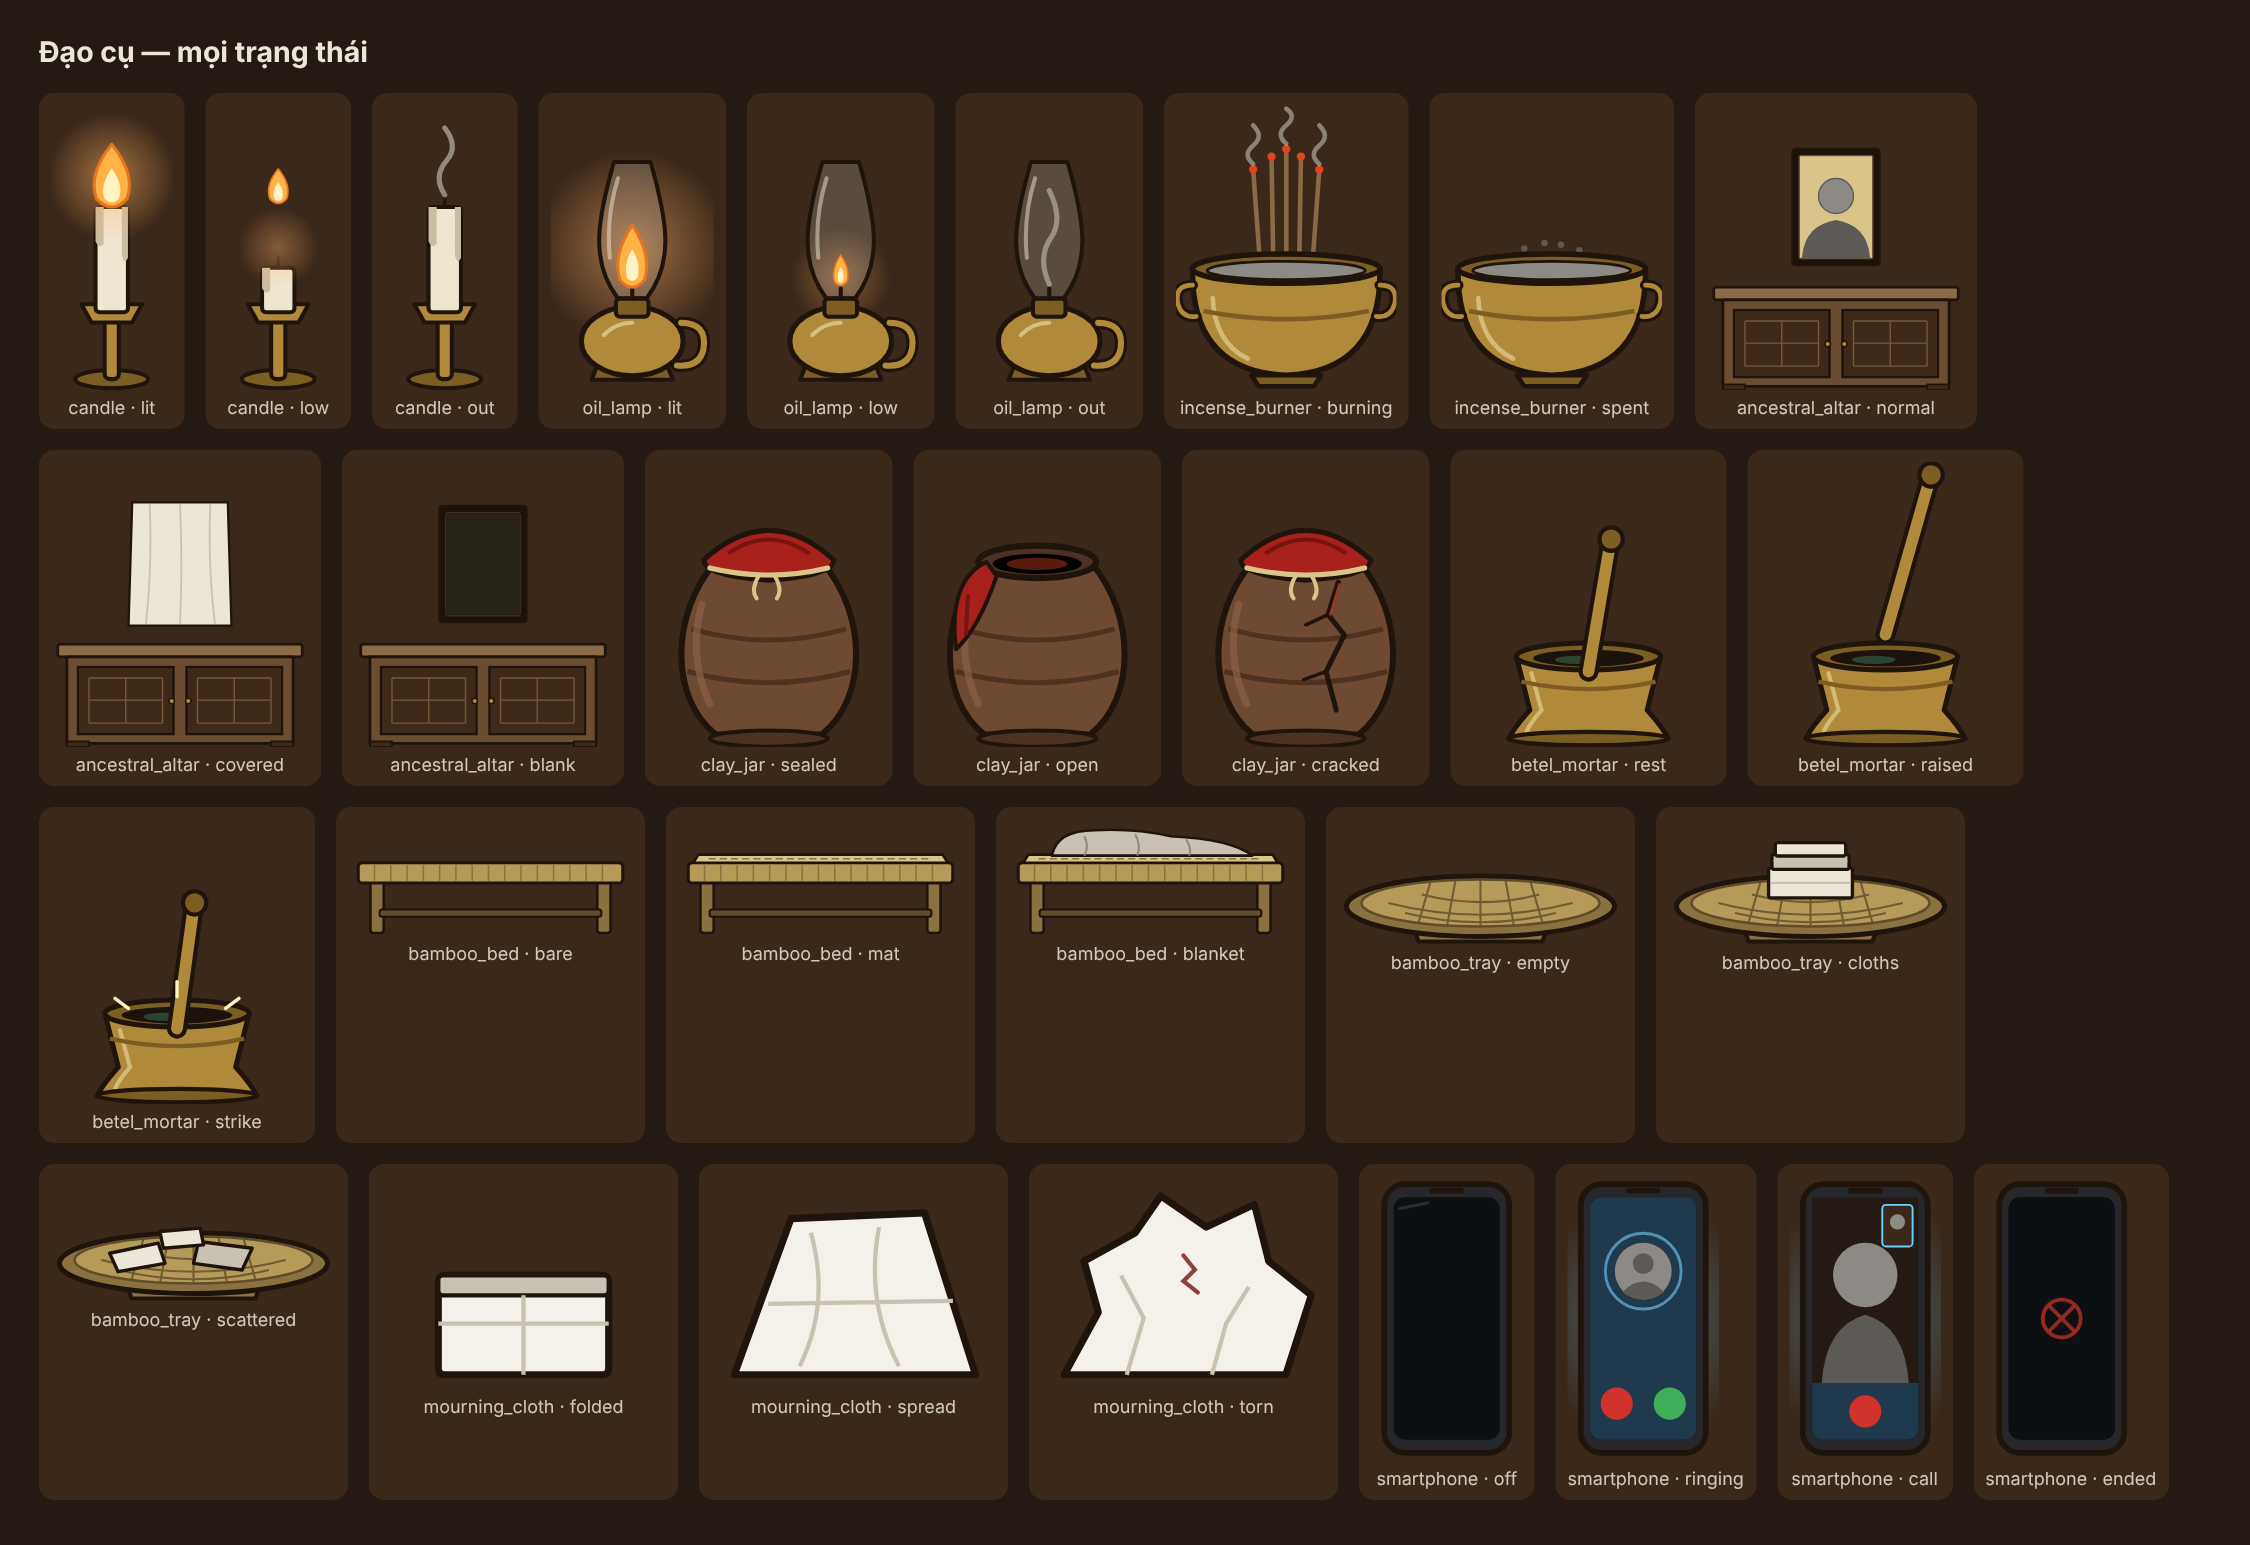 Đạo cụ — mọi trạng thái
candle · lit
candle · low
candle · out
oil_lamp · lit
oil_lamp · low
oil_lamp · out
incense_burner · burning
incense_burner · spent
ancestral_altar · normal
ancestral_altar · covered
ancestral_altar · blank
clay_jar · sealed
clay_jar · open
clay_jar · cracked
betel_mortar · rest
betel_mortar · raised
betel_mortar · strike
bamboo_bed · bare
bamboo_bed · mat
bamboo_bed · blanket
bamboo_tray · empty
bamboo_tray · cloths
bamboo_tray · scattered
mourning_cloth · folded
mourning_cloth · spread
mourning_cloth · torn
smartphone · off
smartphone · ringing
smartphone · call
smartphone · ended